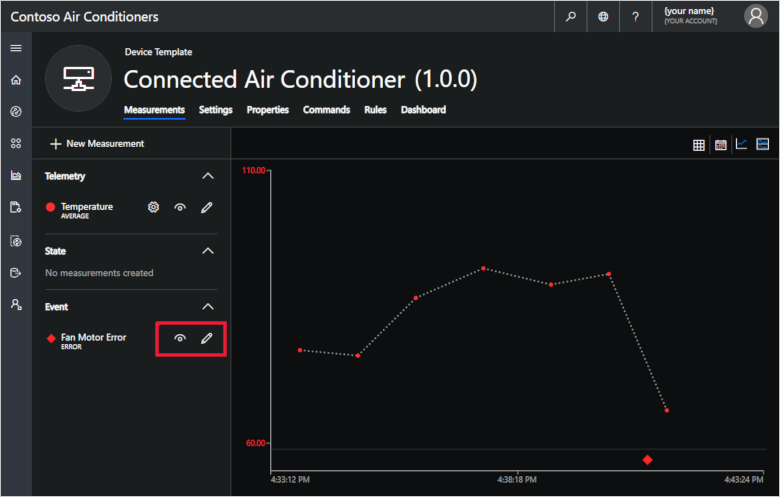 Contoso Air Conditioners
?
{your name}
{YOUR ACCOUNT}
Device Template
Connected Air Conditioner (1.0.0)
Measurements Settings Properties Commands Rules Dashboard
+ New Measurement
Telemetry
Temperature
AVERAGE
State
No measurements created
Event
Fan Motor Error
ERROR
110.00
60.00
4:33:12 PM 4:38:18 PM 4:43:24 PM